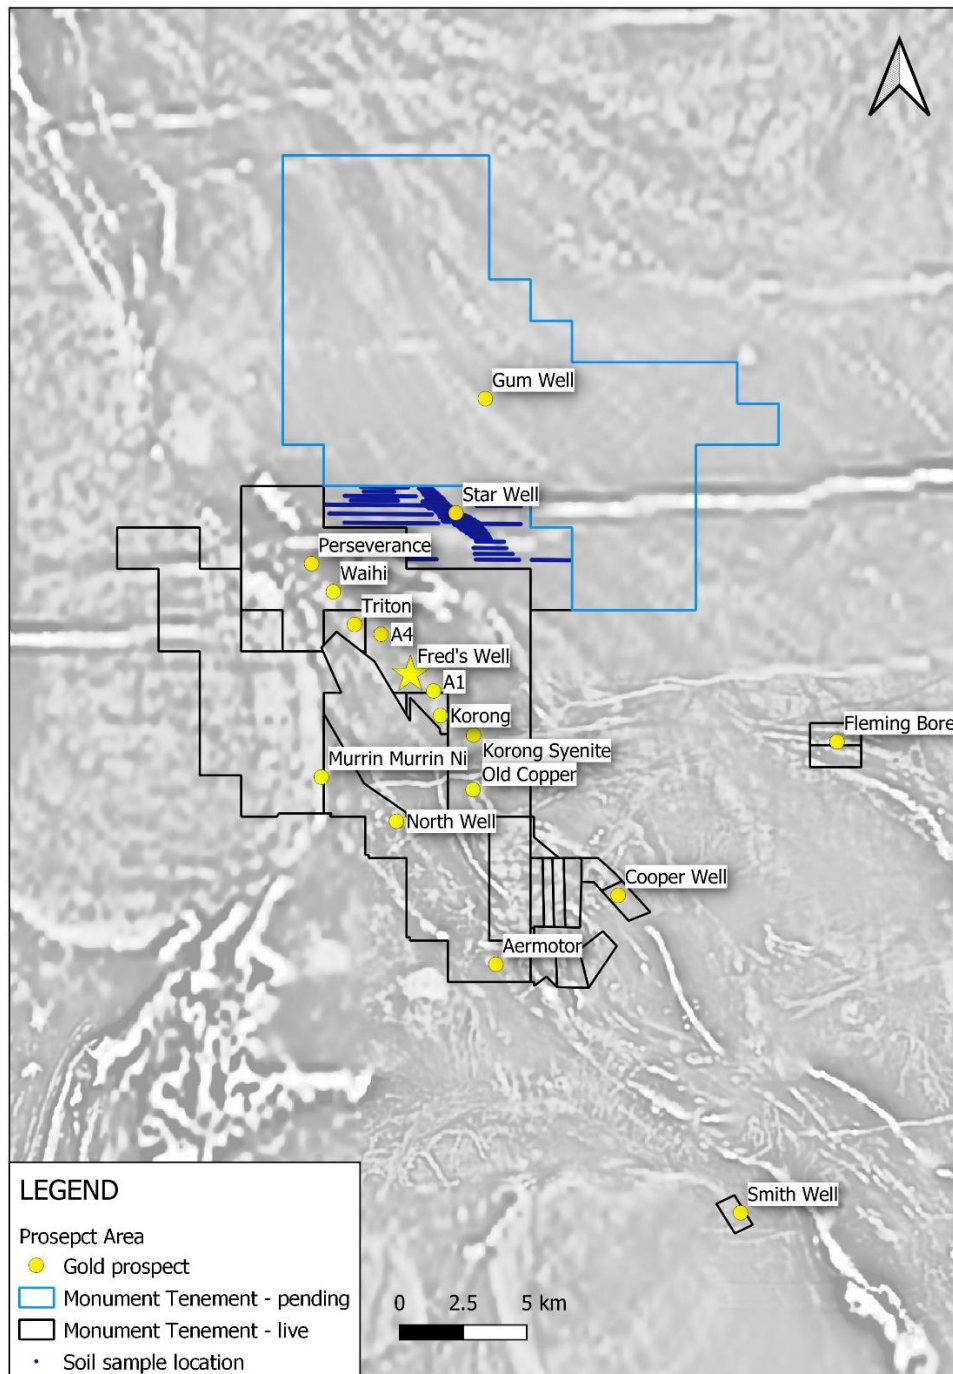 Gum Well
Star Well
Perseverance
Waihi
Triton
A4
Fred's Well
A1
Korong
Fleming Bore
Korong Syenite
Murrin Murrin Ni
Old Copper
North Well
Cooper Well
Aermotor
Smith Well
LEGEND
Prosepct Area
Gold prospect
Monument Tenement - pending
Monument Tenement - live
Soil sample location
0 2.5 5 km